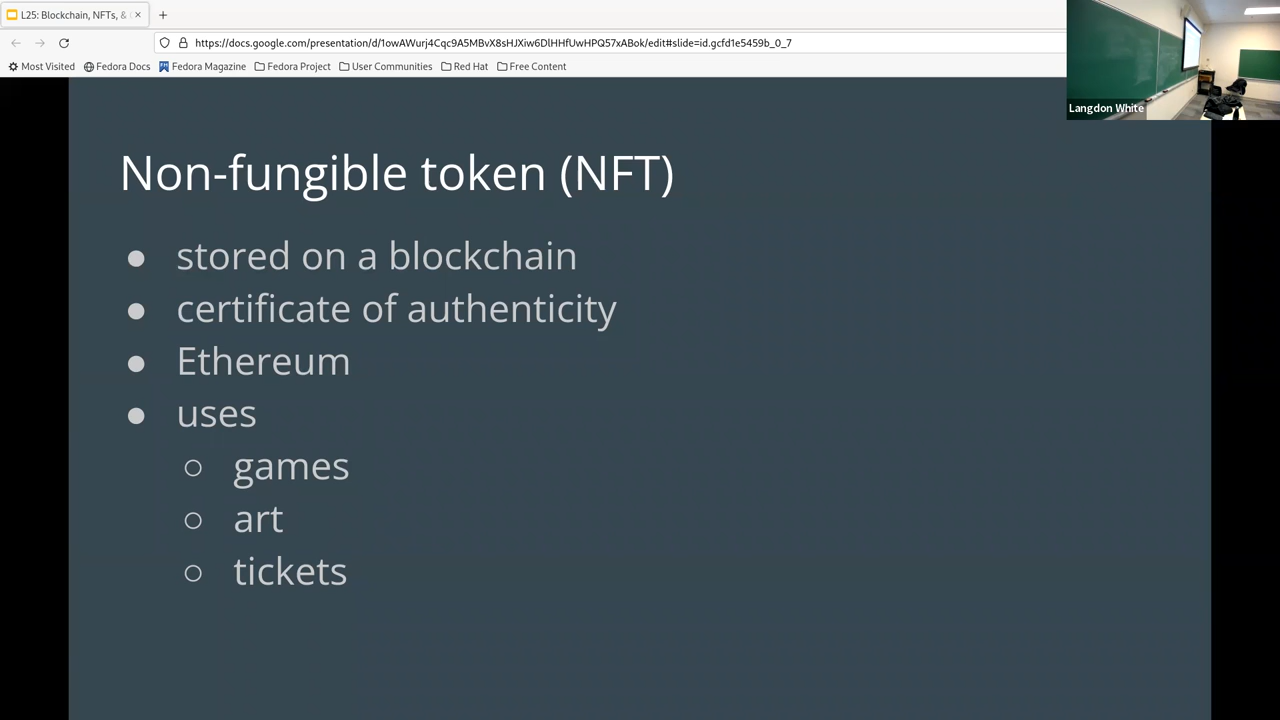 L25: Blockchain, NFTs, &
https://docs.google.com/presentation/d/1owAWurj4Cqc9A5MBvX8sHJXiw6DlHHfUwHPQ57xABok/edit#slide=id.gcfd1e5459b_0_7
Most Visited Fedora Docs Fedora Magazine Fedora Project User Communities Red Hat Free Content
Langdon White
Non-fungible token (NFT)
● stored on a blockchain
● certificate of authenticity
● Ethereum
● uses
○ games
○ art
○ tickets